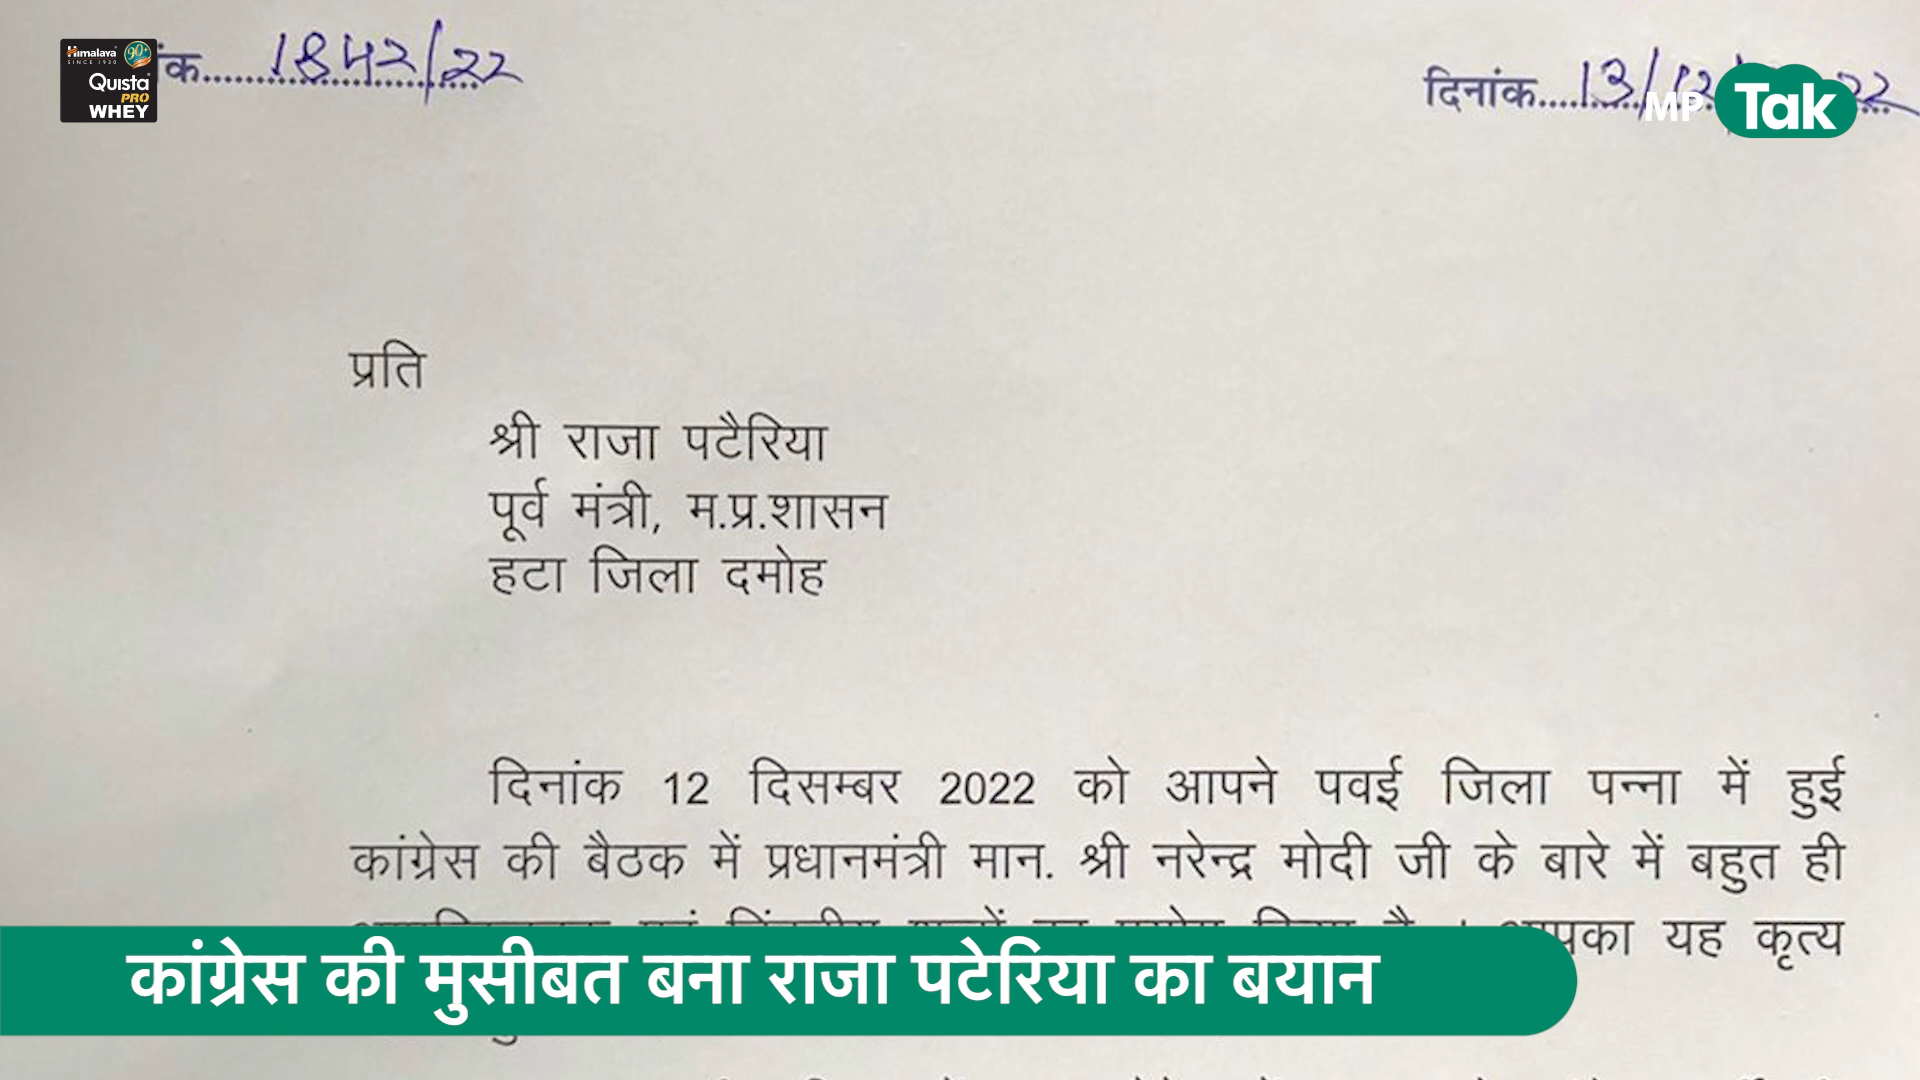 Himalaya
SINCE 1930
90+
Quista
PRO
WHEY
ंक 1842/22
दिनांक 13/12/22
MP Tak
प्रति
श्री राजा पटैरिया
पूर्व मंत्री, म.प्र.शासन
हटा जिला दमोह
दिनांक 12 दिसम्बर 2022 को आपने पवई जिला पन्ना में हुई
कांग्रेस की बैठक में प्रधानमंत्री मान. श्री नरेन्द्र मोदी जी के बारे में बहुत ही
यह कृत्य
कांग्रेस की मुसीबत बना राजा पटेरिया का बयान